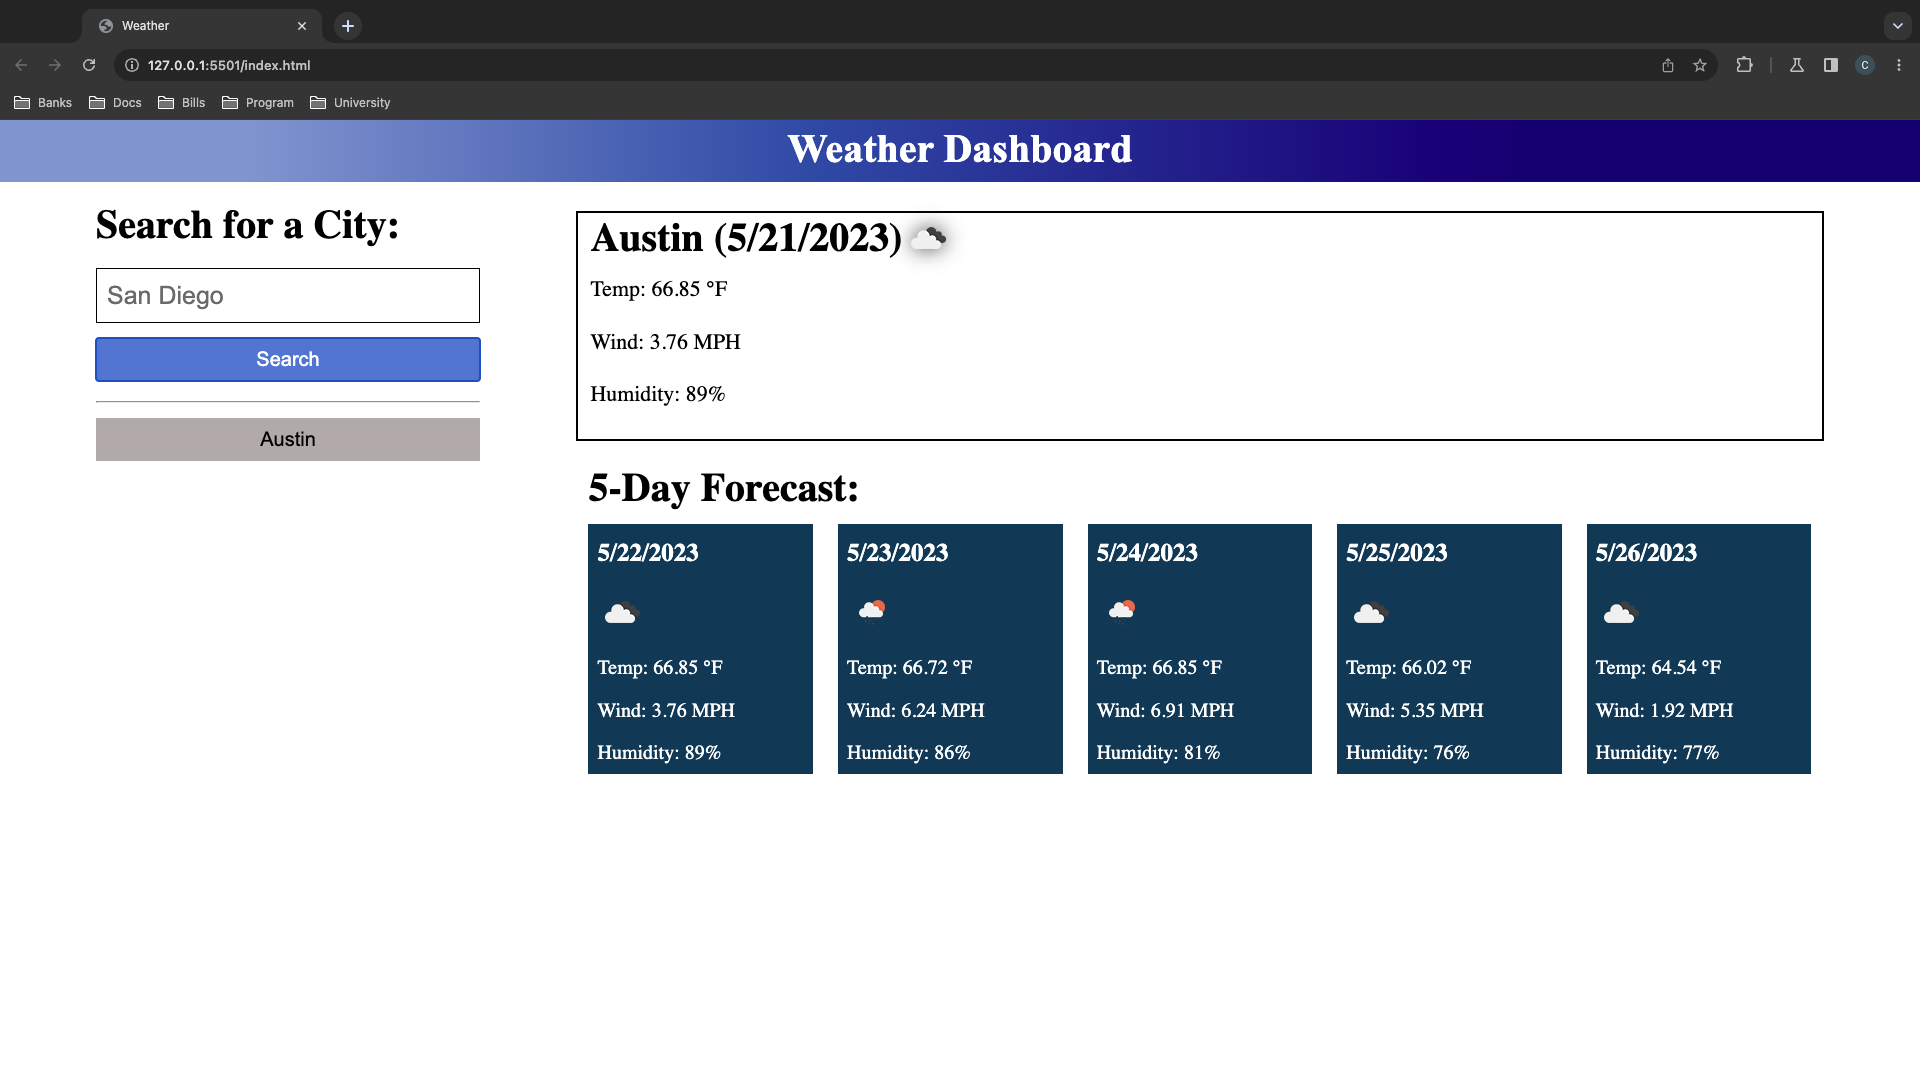 Weather
127.0.0.1:5501/index.html
C
Banks
Docs
Bills
Program
University
Weather Dashboard
Search for a City:
San Diego
Search
Austin
Austin (5/21/2023)
Temp: 66.85 °F
Wind: 3.76 MPH
Humidity: 89%
5-Day Forecast:
5/22/2023
Temp: 66.85 °F
Wind: 3.76 MPH
Humidity: 89%
5/23/2023
Temp: 66.72 °F
Wind: 6.24 MPH
Humidity: 86%
5/24/2023
Temp: 66.85 °F
Wind: 6.91 MPH
Humidity: 81%
5/25/2023
Temp: 66.02 °F
Wind: 5.35 MPH
Humidity: 76%
5/26/2023
Temp: 64.54 °F
Wind: 1.92 MPH
Humidity: 77%